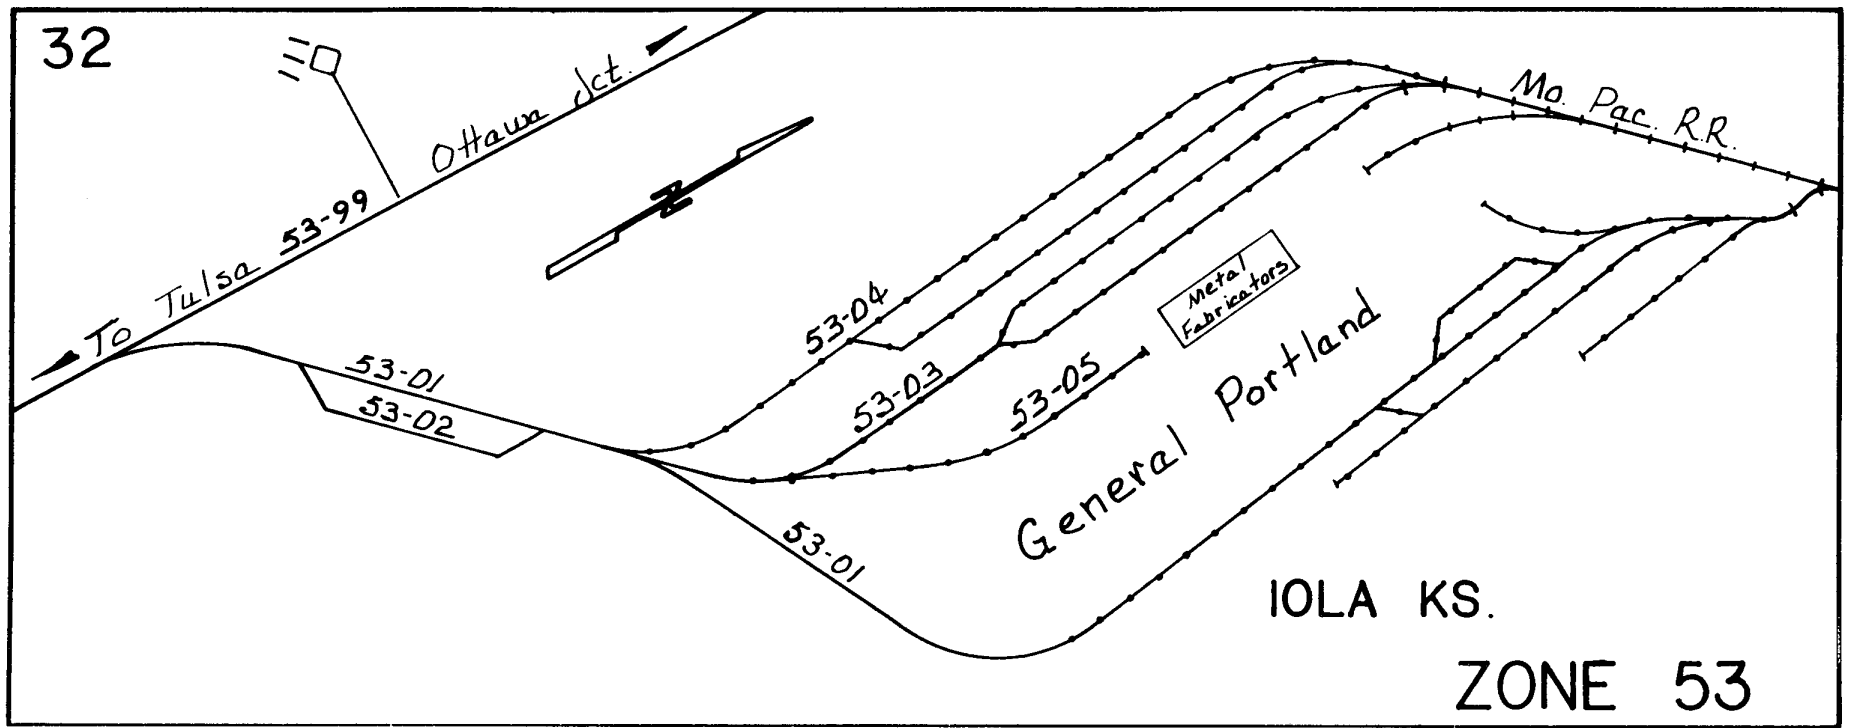 32
Ottawa Jct.
To Tulsa 53-99
N
Mo. Pac. R.R.
53-01
53-02
53-04
53-03
53-05
Metal
Fabricators
General Portland
53-01
IOLA KS.
ZONE 53